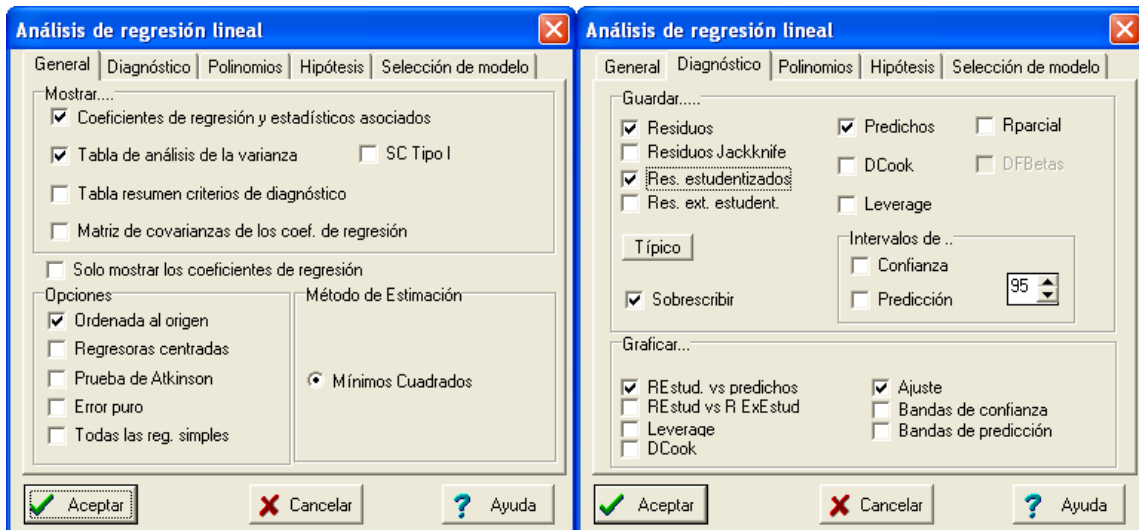 Análisis de regresión lineal
General Diagnóstico Polinomios Hipótesis Selección de modelo
Mostrar....
Coeficientes de regresión y estadísticos asociados
Tabla de análisis de la varianza SC Tipo I
Tabla resumen criterios de diagnóstico
Matriz de covarianzas de los coef. de regresión
Solo mostrar los coeficientes de regresión
Opciones
Ordenada al origen
Regresoras centradas
Prueba de Atkinson
Error puro
Todas las reg. simples
Método de Estimación
Mínimos Cuadrados
Aceptar Cancelar Ayuda
Análisis de regresión lineal
General Diagnóstico Polinomios Hipótesis Selección de modelo
Guardar.....
Residuos Predichos Rparcial
Residuos Jackknife
DCook DFBetas
Res. estudentizados
Res. ext. estudent. Leverage
Típico
Sobrescribir
Intervalos de ..
Confianza
Predicción
95
Graficar...
REstud. vs predichos
REstud vs R ExEstud
Leverage
DCook
Ajuste
Bandas de confianza
Bandas de predicción
Aceptar Cancelar Ayuda